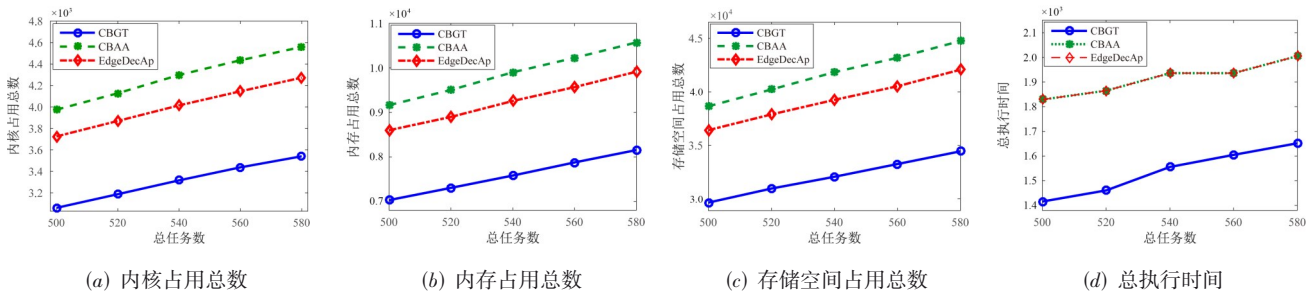 ×10³
4.8
4.6
4.4
4.2
4.0
3.8
3.6
3.4
3.2
500 520 540 560 580
内核占用总数
总任务数
CBGT
CBAA
EdgeDecAp
(a) 内核占用总数
×10⁴
1.1
1.0
0.9
0.8
0.7
500 520 540 560 580
内存占用总数
总任务数
CBGT
CBAA
EdgeDecAp
(b) 内存占用总数
×10⁴
4.5
4.0
3.5
3.0
500 520 540 560 580
存储空间占用总数
总任务数
CBGT
CBAA
EdgeDecAp
(c) 存储空间占用总数
×10³
2.1
2.0
1.9
1.8
1.7
1.6
1.5
1.4
500 520 540 560 580
总执行时间
总任务数
CBGT
CBAA
EdgeDecAp
(d) 总执行时间